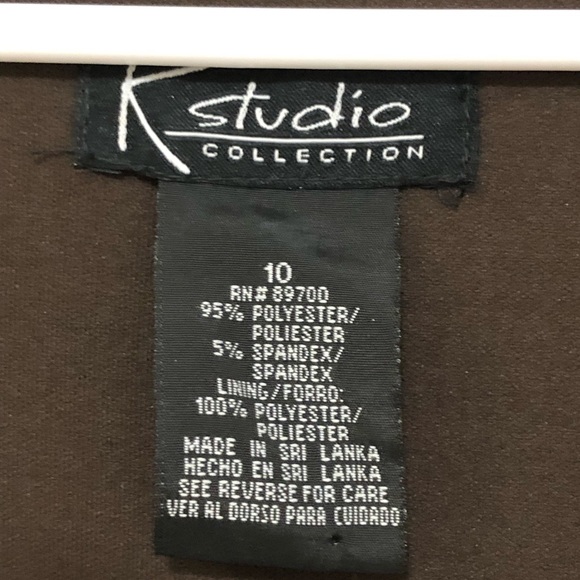 K studio
COLLECTION
10
RN# 89700
95% POLYESTER/
POLIESTER
5% SPANDEX/
SPANDEX
LINING/FORRO:
100% POLYESTER/
POLIESTER
MADE IN SRI LANKA
HECHO EN SRI LANKA
SEE REVERSE FOR CARE
VER AL DORSO PARA CUIDADO